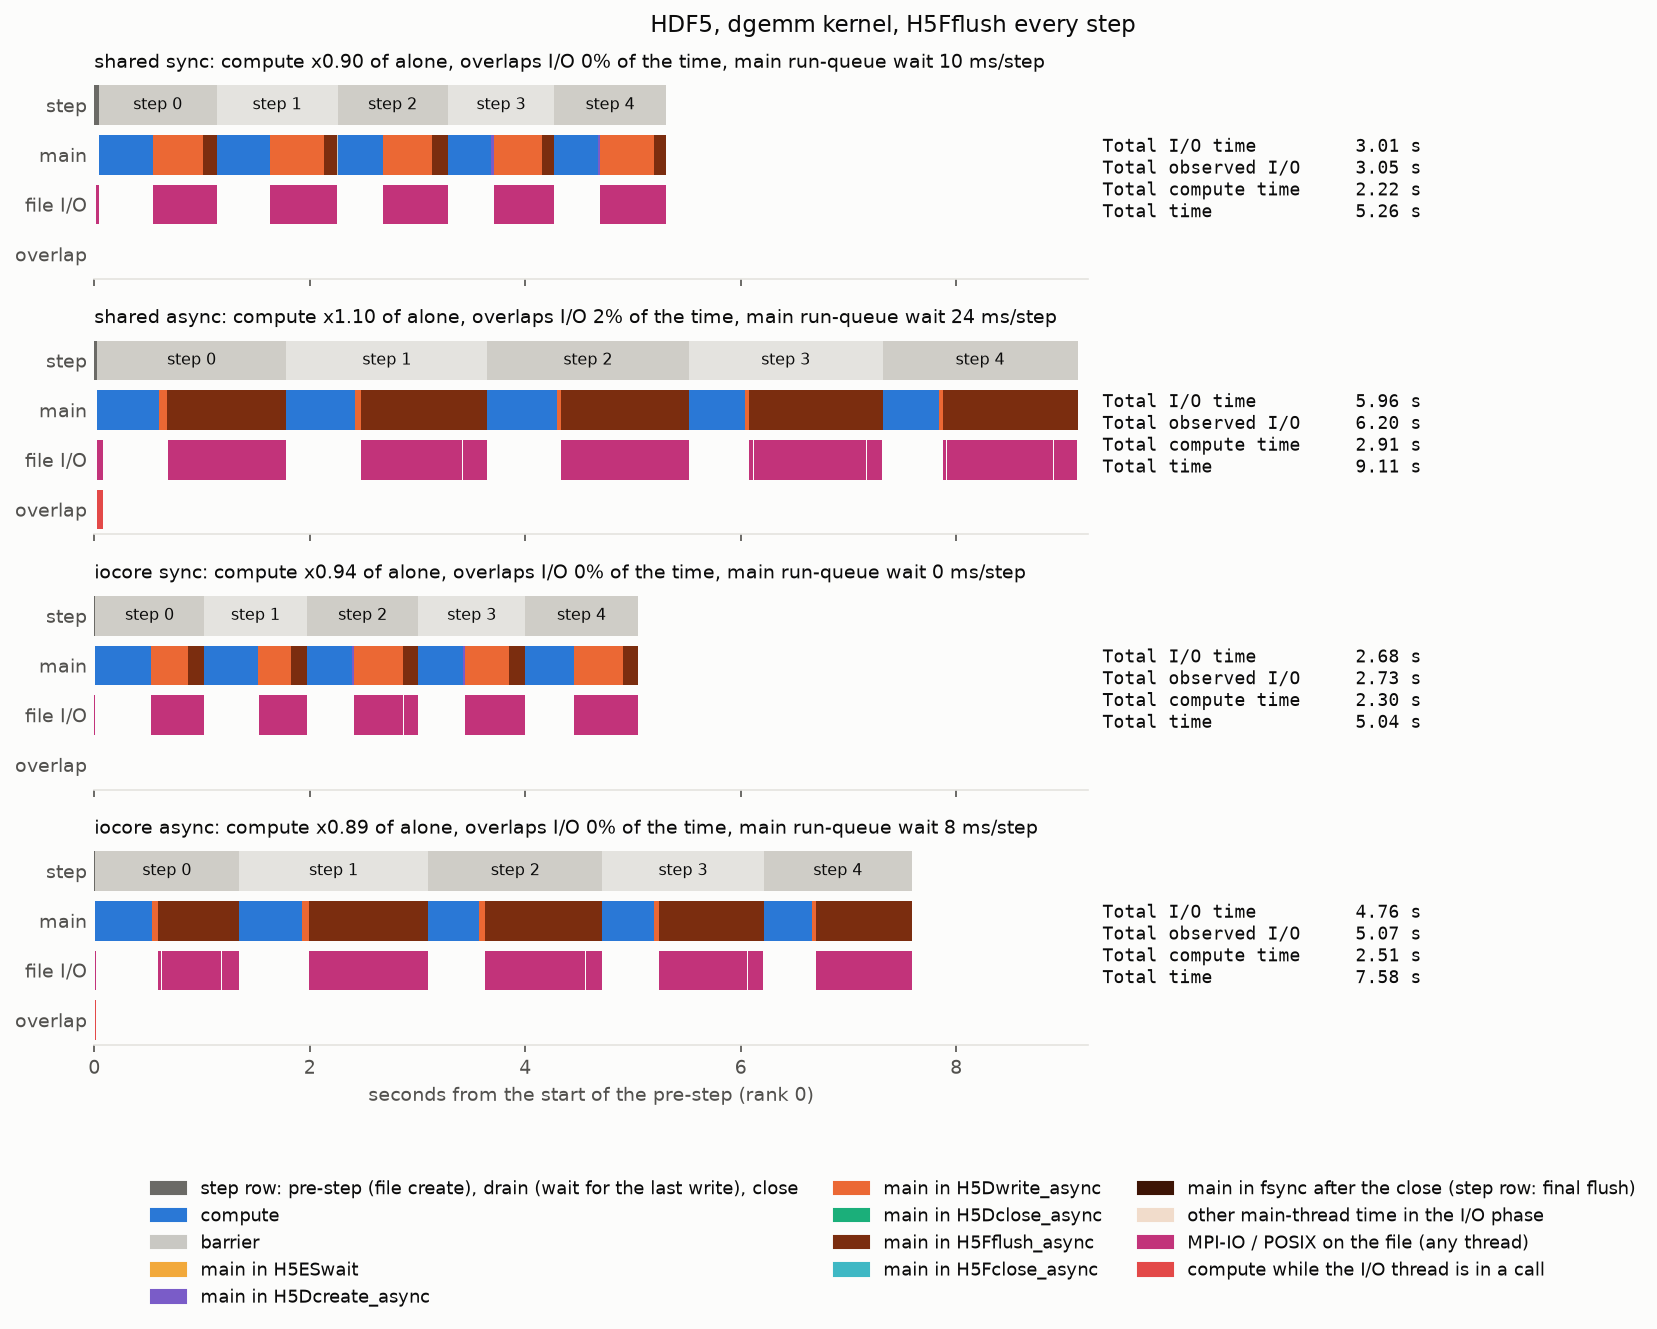 HDF5, dgemm kernel, H5Fflush every step
shared sync: compute x0.90 of alone, overlaps I/O 0% of the time, main run-queue wait 10 ms/step
step
step 0 step 1 step 2 step 3 step 4
main
file I/O
overlap
Total I/O time 3.01 s
Total observed I/O 3.05 s
Total compute time 2.22 s
Total time 5.26 s
shared async: compute x1.10 of alone, overlaps I/O 2% of the time, main run-queue wait 24 ms/step
step
step 0 step 1 step 2 step 3 step 4
main
file I/O
overlap
Total I/O time 5.96 s
Total observed I/O 6.20 s
Total compute time 2.91 s
Total time 9.11 s
iocore sync: compute x0.94 of alone, overlaps I/O 0% of the time, main run-queue wait 0 ms/step
step
step 0 step 1 step 2 step 3 step 4
main
file I/O
overlap
Total I/O time 2.68 s
Total observed I/O 2.73 s
Total compute time 2.30 s
Total time 5.04 s
iocore async: compute x0.89 of alone, overlaps I/O 0% of the time, main run-queue wait 8 ms/step
step
step 0 step 1 step 2 step 3 step 4
main
file I/O
overlap
Total I/O time 4.76 s
Total observed I/O 5.07 s
Total compute time 2.51 s
Total time 7.58 s
0 2 4 6 8
seconds from the start of the pre-step (rank 0)
step row: pre-step (file create), drain (wait for the last write), close
compute
barrier
main in H5ESwait
main in H5Dcreate_async
main in H5Dwrite_async
main in H5Dclose_async
main in H5Fflush_async
main in H5Fclose_async
main in fsync after the close (step row: final flush)
other main-thread time in the I/O phase
MPI-IO / POSIX on the file (any thread)
compute while the I/O thread is in a call